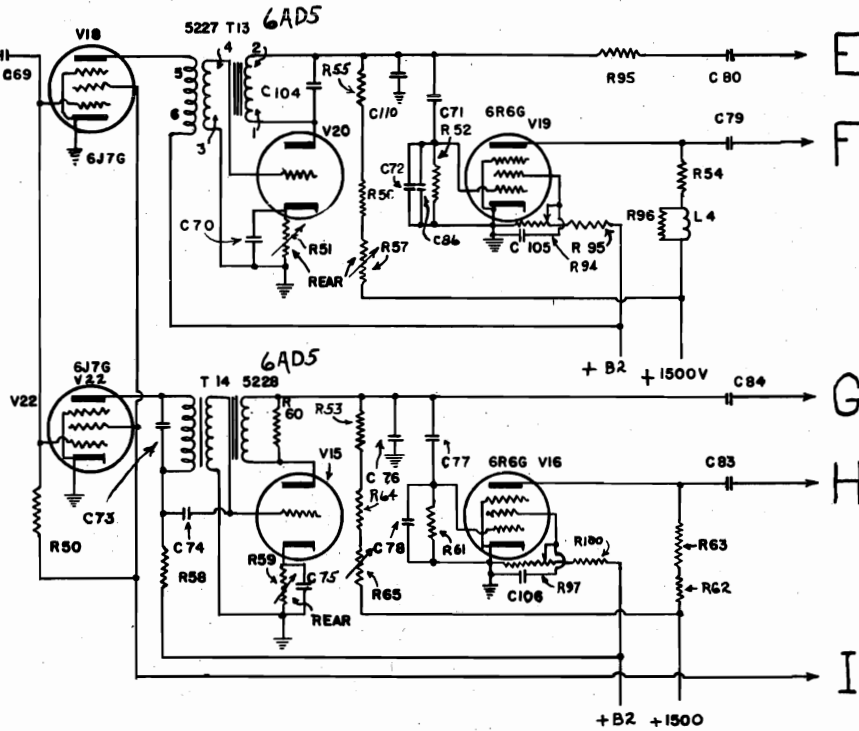 5227 T13 6AD5
V18
C69
6J7G
5
6
4
3
2
1
C104
V20
C70
R51
REAR
R55
C110
R56
R57
C71
R52
C72
C86
6R6G V19
C105
R94
R95
R95
C80
E
C79
F
R54
R96
L4
+B2
+1500V
6AD5
6J7G
V22
V22
T14 5228
R60
R53
C84
G
V15
C76
R64
C77
6R6G V16
C83
H
C73
C74
R50
R58
R59
C75
REAR
C78
R61
R65
C106
R97
R180
R63
R62
I
+B2
+1500